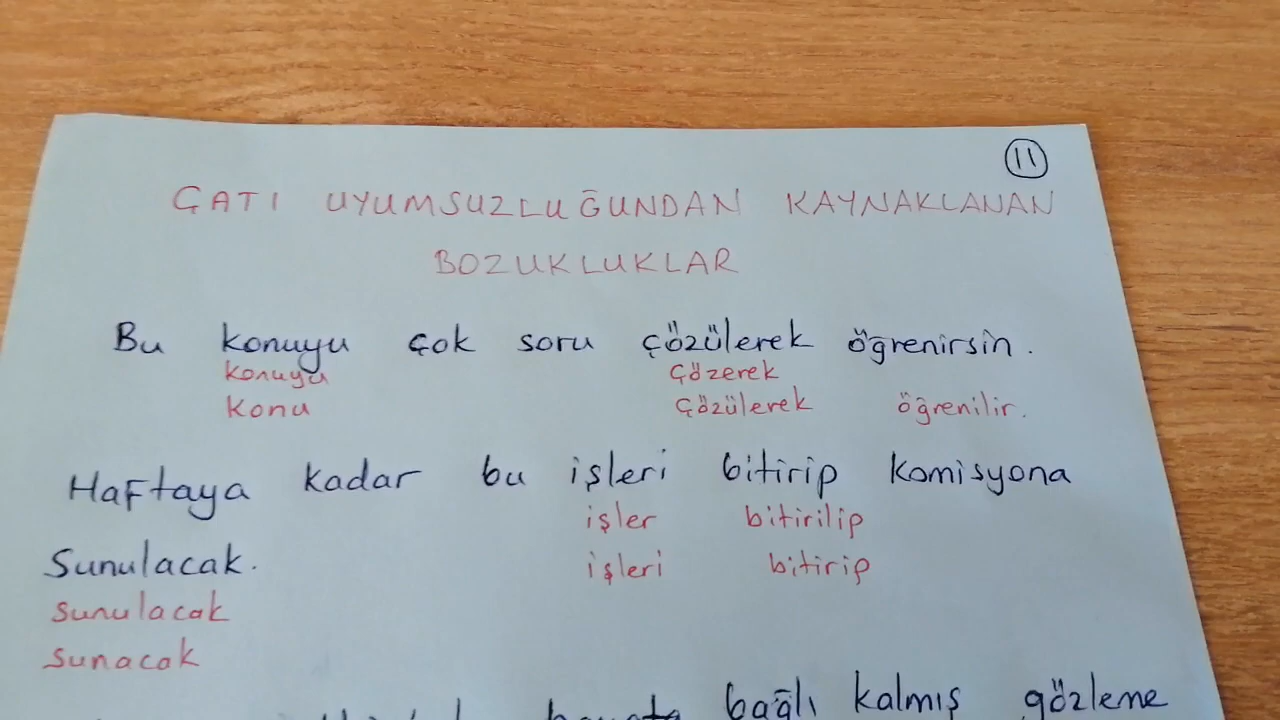 11
ÇATI UYUMSUZLUĞUNDAN KAYNAKLANAN
BOZUKLUKLAR
Bu konuyu çok soru çözülerek öğrenirsin.
konuyu çözerek
konu çözülerek öğrenilir.
Haftaya kadar bu işleri bitirip komisyona
işler bitirilip
sunulacak.
işleri bitirip
sunulacak
sunacak
bağlı kalmış gözleme